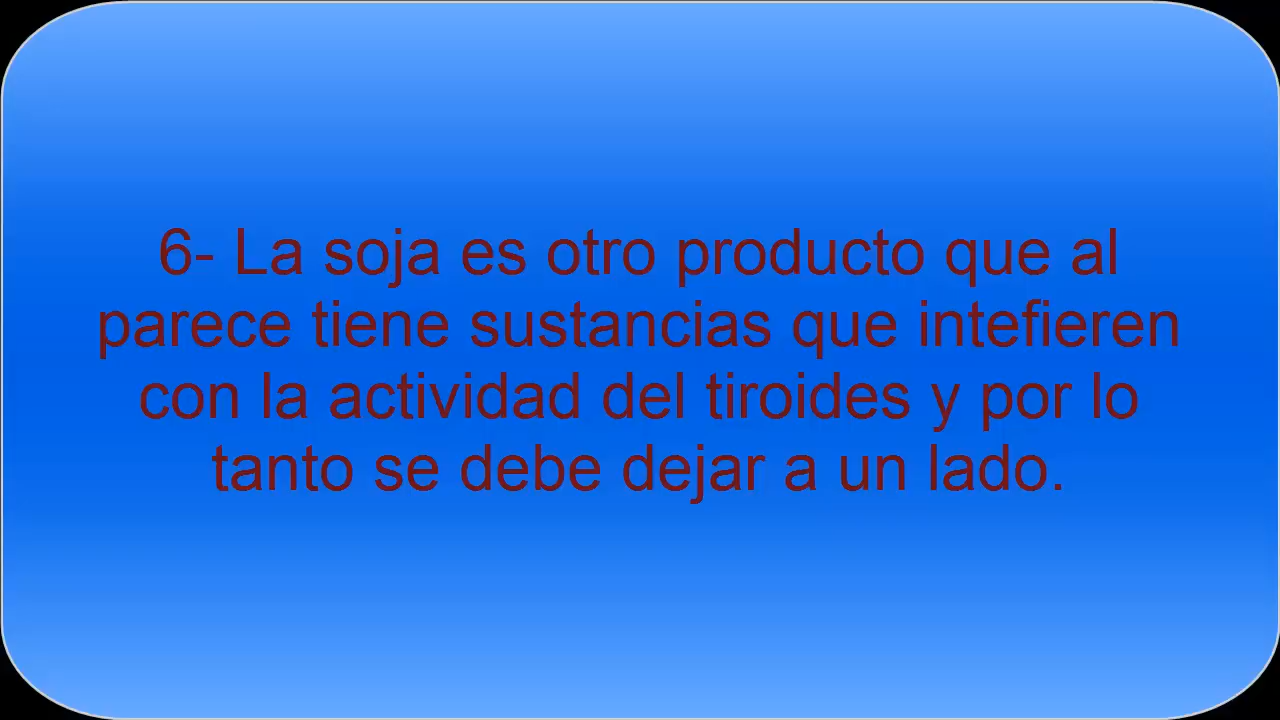 6- La soja es otro producto que al
parece tiene sustancias que intefieren
con la actividad del tiroides y por lo
tanto se debe dejar a un lado.